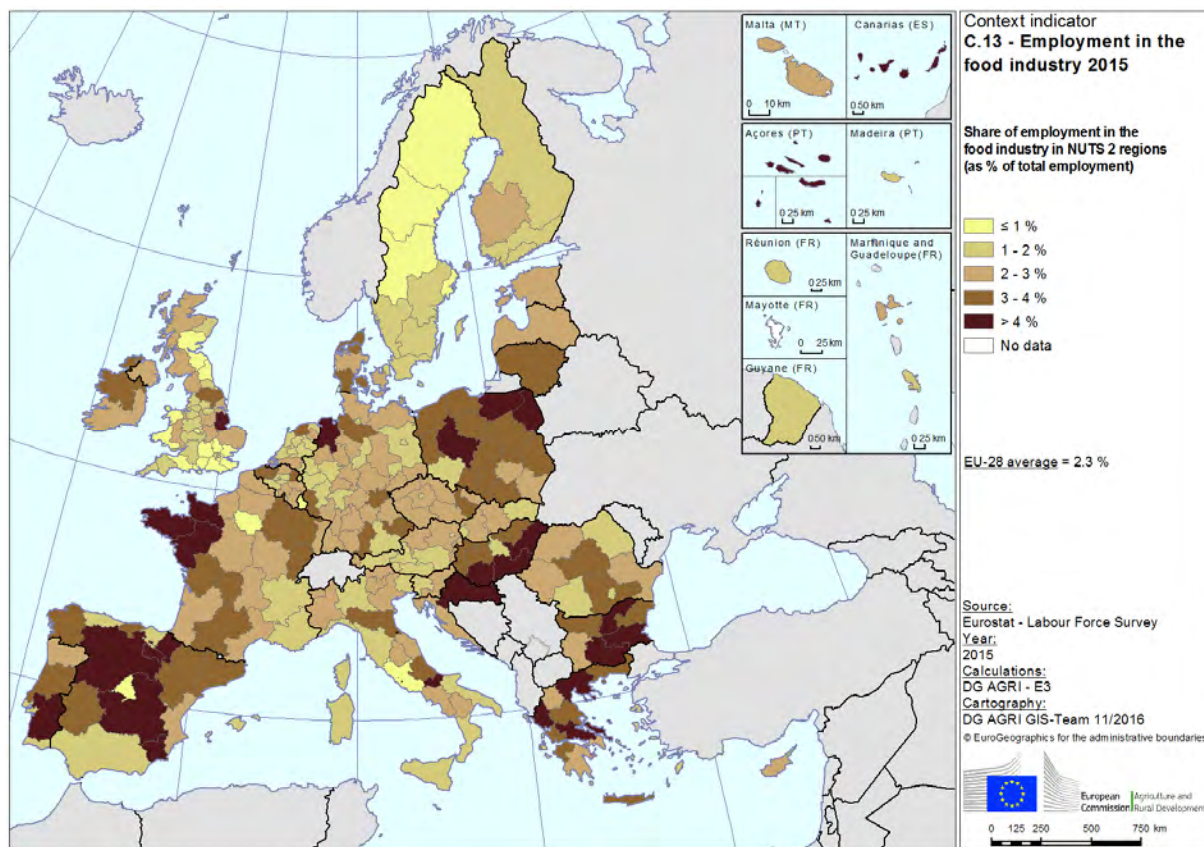 Malta (MT)
0 10 km
Canarias (ES)
0 50 km
Açores (PT)
0 25 km
Madeira (PT)
0 25 km
Réunion (FR)
0 25 km
Martinique and
Guadeloupe(FR)
0 25 km
Mayotte (FR)
0 25 km
Guyane (FR)
0 50 km
Context indicator
C.13 - Employment in the
food industry 2015
Share of employment in the
food industry in NUTS 2 regions
(as % of total employment)
≤ 1 %
1 - 2 %
2 - 3 %
3 - 4 %
> 4 %
No data
EU-28 average = 2.3 %
Source:
Eurostat - Labour Force Survey
Year:
2015
Calculations:
DG AGRI - E3
Cartography:
DG AGRI GIS-Team 11/2016
© EuroGeographics for the administrative boundaries
European
Commission
Agriculture and
Rural Development
0 125 250 500 750 km